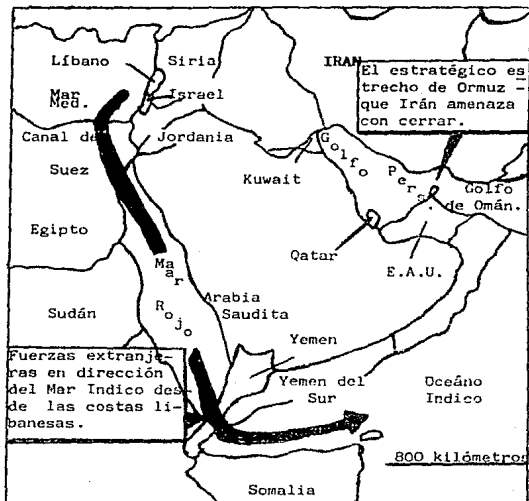 Líbano
Siria
IRAN
El estratégico es
trecho de Ormuz -
que Irán amenaza
con cerrar.
Mar
Med.
Israel
Canal de
Suez
Jordania
Golfo Pers.
Kuwait
Golfo
de Omán.
Egipto
Qatar
E.A.U.
Mar
Rojo
Arabia
Saudita
Sudán
Yemen
Fuerzas extranje-
ras en dirección
del Mar Indico des-
de las costas li-
banesas.
Yemen del
Sur
Océano
Indico
800 kilómetros
Somalia